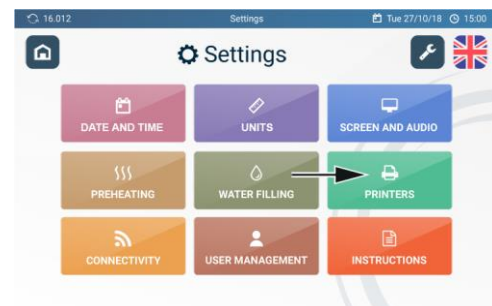 16.012 Settings Tue 27/10/18 15:00
Settings
DATE AND TIME UNITS SCREEN AND AUDIO
PREHEATING WATER FILLING PRINTERS
CONNECTIVITY USER MANAGEMENT INSTRUCTIONS